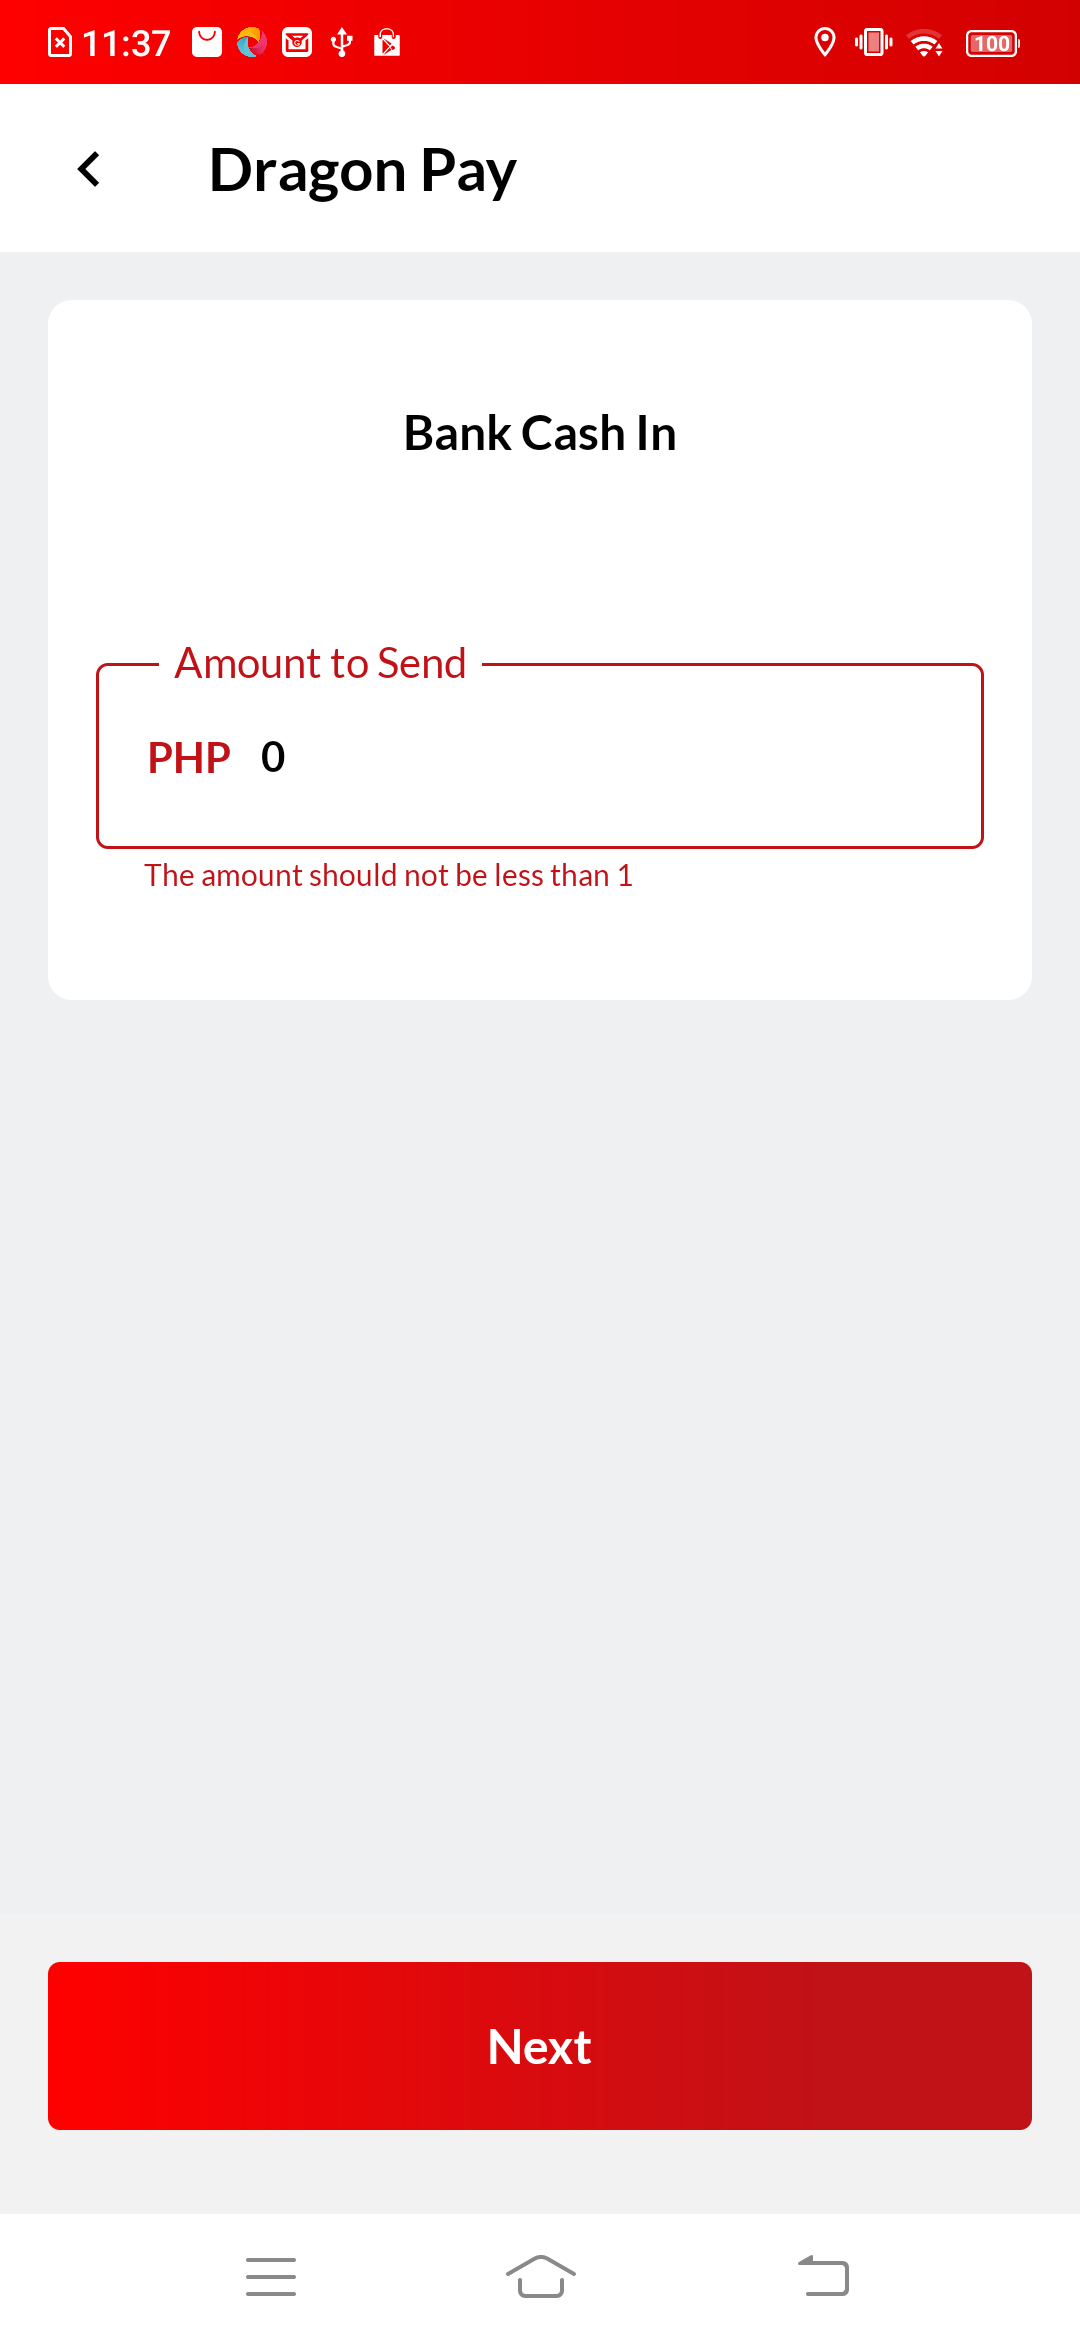 11:37
100
Dragon Pay
Bank Cash In
Amount to Send
PHP 0
The amount should not be less than 1
Next